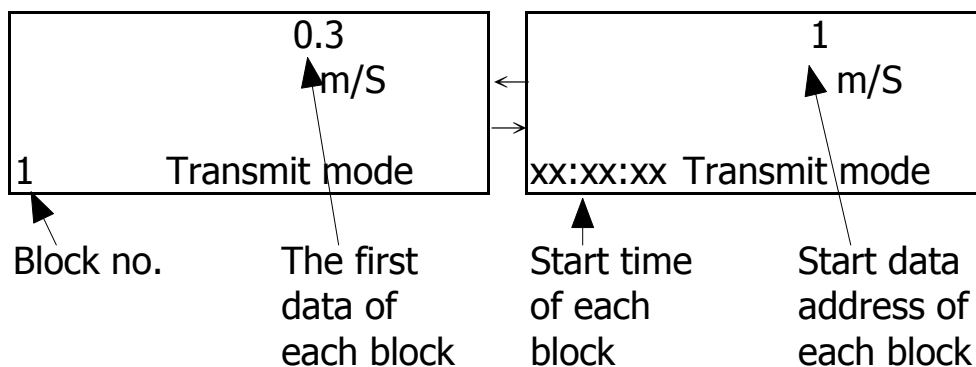 0.3
m/S
1 Transmit mode
1
m/S
xx:xx:xx Transmit mode
Block no.
The first
data of
each block
Start time
of each
block
Start data
address of
each block